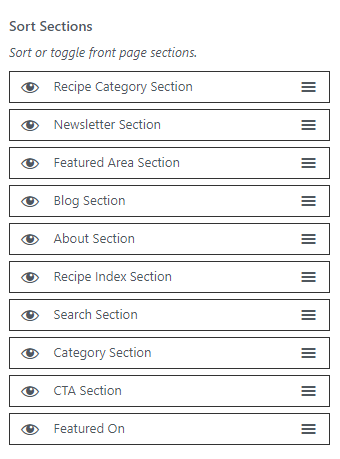 Sort Sections
Sort or toggle front page sections.
Recipe Category Section
Newsletter Section
Featured Area Section
Blog Section
About Section
Recipe Index Section
Search Section
Category Section
CTA Section
Featured On